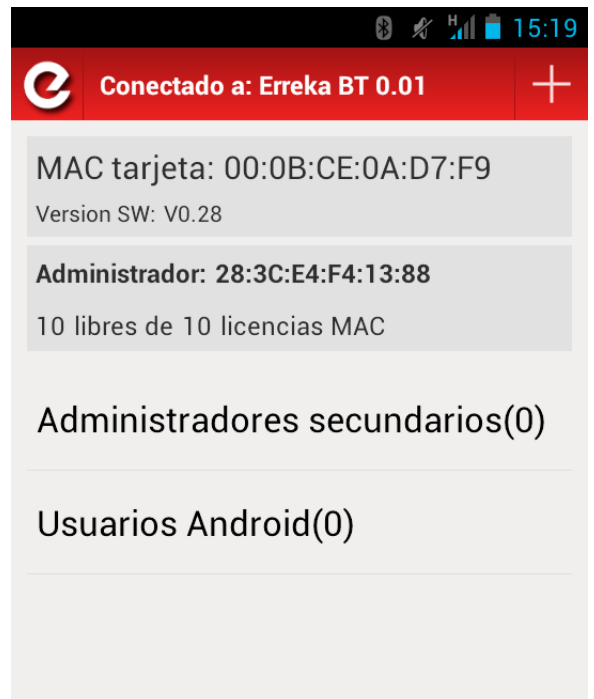 H
15:19
e
Conectado a: Erreka BT 0.01
MAC tarjeta: 00:0B:CE:0A:D7:F9
Version SW: V0.28
Administrador: 28:3C:E4:F4:13:88
10 libres de 10 licencias MAC
Administradores secundarios(0)
Usuarios Android(0)